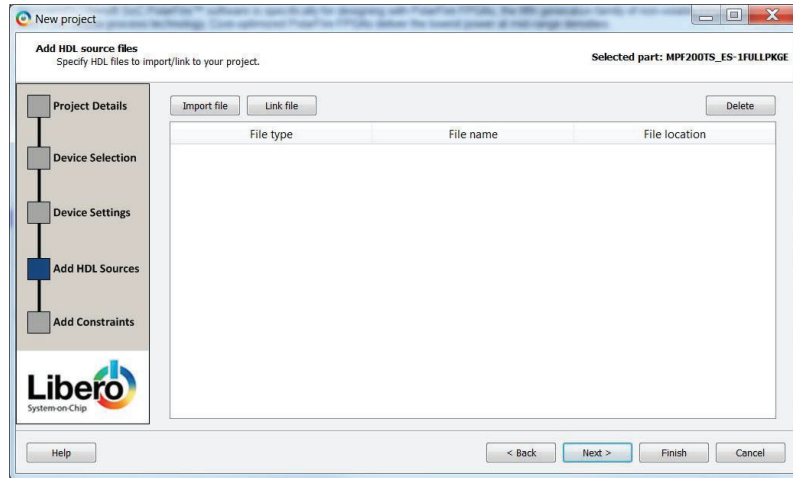 New project
Add HDL source files
Specify HDL files to import/link to your project.
Selected part: MPF200TS_ES-1FULLPKGE
Project Details
Device Selection
Device Settings
Add HDL Sources
Add Constraints
Import file
Link file
Delete
File type
File name
File location
Libero
System-on-Chip
Help
< Back
Next >
Finish
Cancel